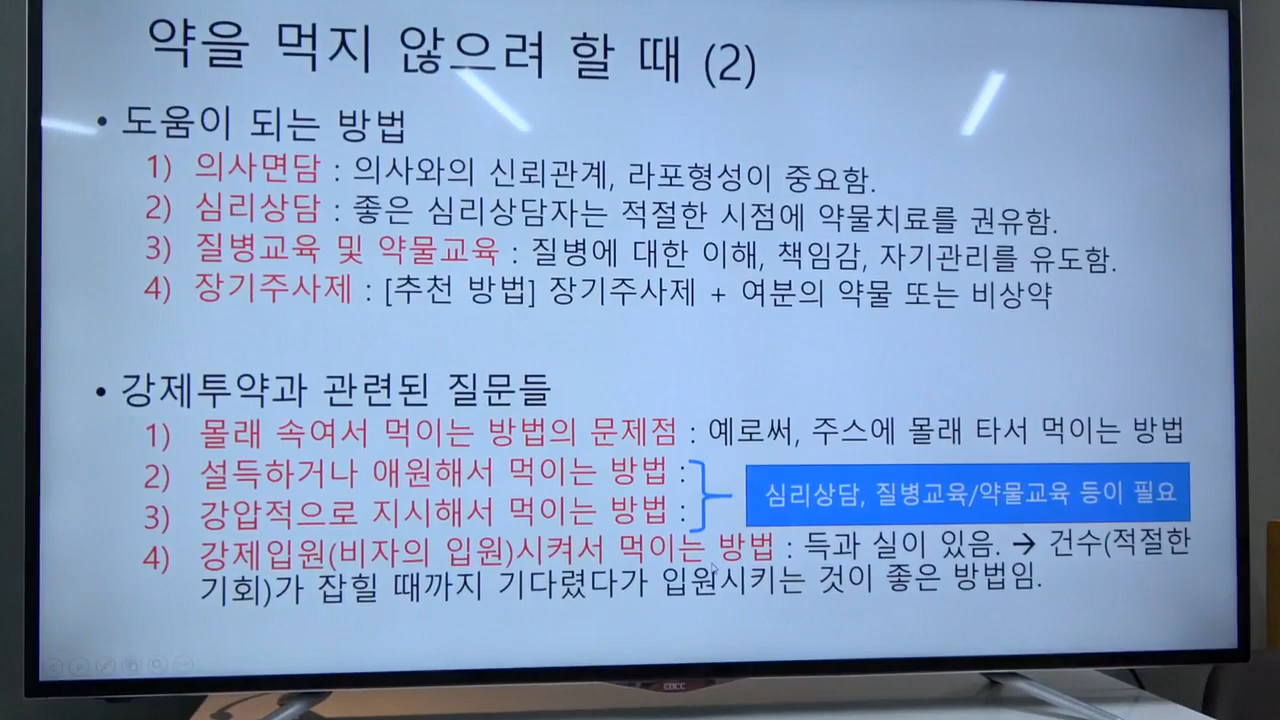 약을 먹지 않으려 할 때 (2)
• 도움이 되는 방법
1) 의사면담 : 의사와의 신뢰관계, 라포형성이 중요함.
2) 심리상담 : 좋은 심리상담자는 적절한 시점에 약물치료를 권유함.
3) 질병교육 및 약물교육 : 질병에 대한 이해, 책임감, 자기관리를 유도함.
4) 장기주사제 : [추천 방법] 장기주사제 + 여분의 약물 또는 비상약
• 강제투약과 관련된 질문들
1) 몰래 속여서 먹이는 방법의 문제점 : 예로써, 주스에 몰래 타서 먹이는 방법
2) 설득하거나 애원해서 먹이는 방법 :
3) 강압적으로 지시해서 먹이는 방법 :
심리상담, 질병교육/약물교육 등이 필요
4) 강제입원(비자의 입원)시켜서 먹이는 방법 : 득과 실이 있음. → 건수(적절한
기회)가 잡힐 때까지 기다렸다가 입원시키는 것이 좋은 방법임.